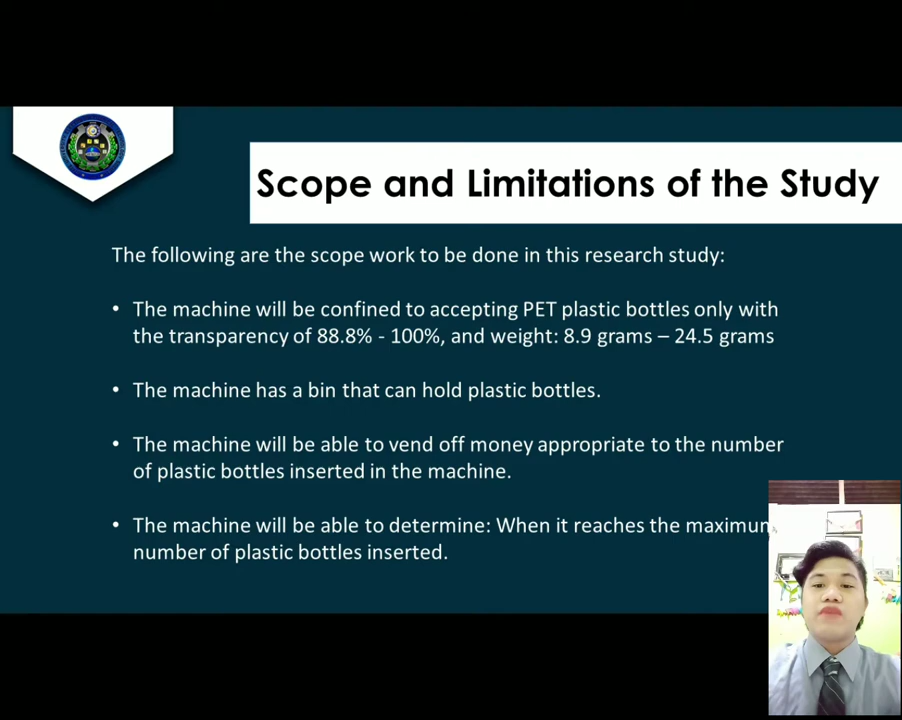 Scope and Limitations of the Study
The following are the scope work to be done in this research study:
• The machine will be confined to accepting PET plastic bottles only with
the transparency of 88.8% - 100%, and weight: 8.9 grams – 24.5 grams
• The machine has a bin that can hold plastic bottles.
• The machine will be able to vend off money appropriate to the number
of plastic bottles inserted in the machine.
• The machine will be able to determine: When it reaches the maximum
number of plastic bottles inserted.